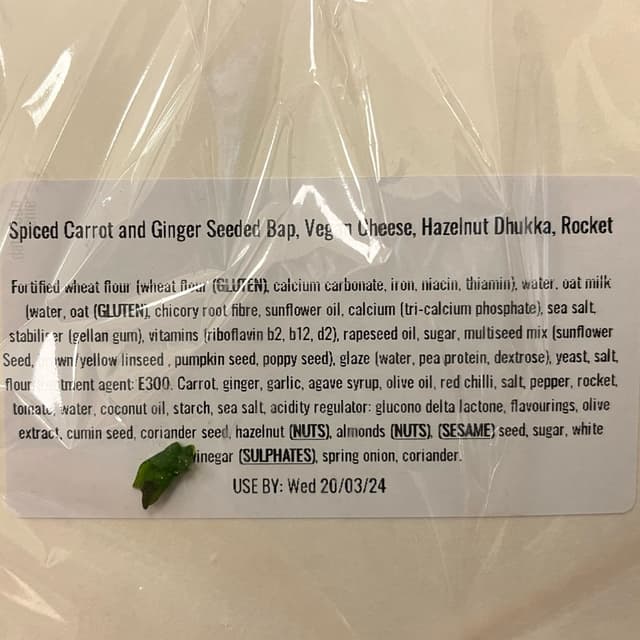 Spiced Carrot and Ginger Seeded Bap, Vegan Cheese, Hazelnut Dhukka, Rocket
Fortified wheat flour (wheat flour (GLUTEN), calcium carbonate, iron, niacin, thiamin), water, oat milk
(water, oat (GLUTEN), chicory root fibre, sunflower oil, calcium (tri-calcium phosphate), sea salt,
stabiliser (gellan gum), vitamins (riboflavin b2, b12, d2), rapeseed oil, sugar, multiseed mix (sunflower
Seed, brown/yellow linseed , pumpkin seed, poppy seed), glaze (water, pea protein, dextrose), yeast, salt,
flour treatment agent: E300. Carrot, ginger, garlic, agave syrup, olive oil, red chilli, salt, pepper, rocket,
tomato, water, coconut oil, starch, sea salt, acidity regulator: glucono delta lactone, flavourings, olive
extract, cumin seed, coriander seed, hazelnut (NUTS), almonds (NUTS), (SESAME) seed, sugar, white
vinegar (SULPHATES), spring onion, coriander.
USE BY: Wed 20/03/24